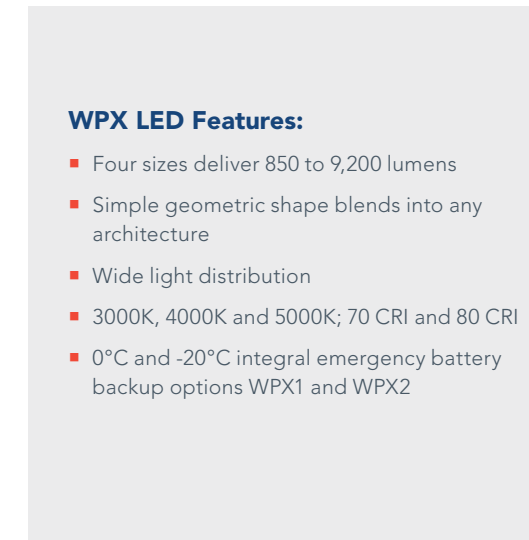 WPX LED Features:
▪ Four sizes deliver 850 to 9,200 lumens
▪ Simple geometric shape blends into any
architecture
▪ Wide light distribution
▪ 3000K, 4000K and 5000K; 70 CRI and 80 CRI
▪ 0°C and -20°C integral emergency battery
backup options WPX1 and WPX2